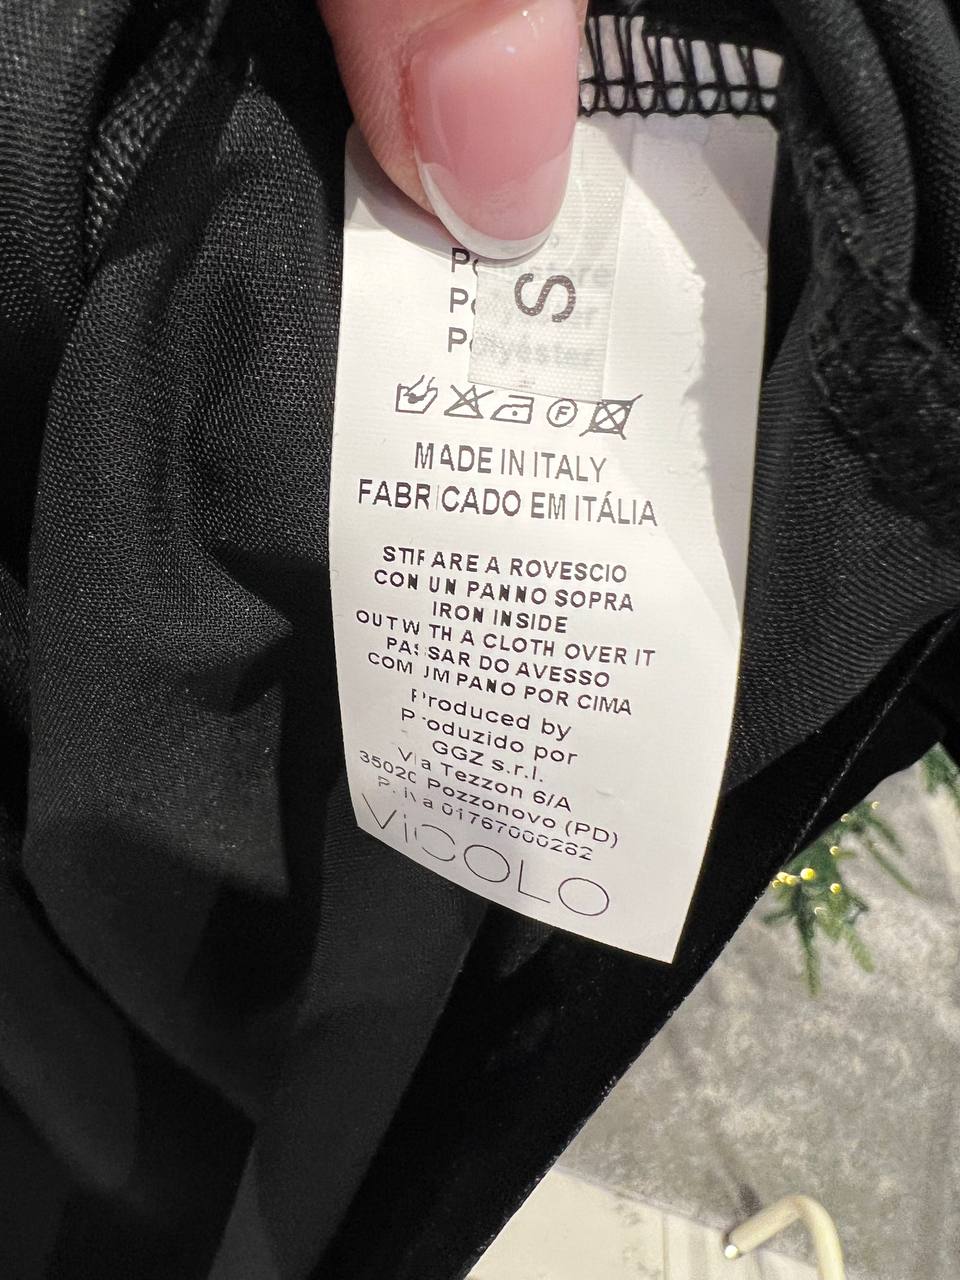 S
Polyester
MADE IN ITALY
FABRICADO EM ITÁLIA
STIRARE A ROVESCIO
CON UN PANNO SOPRA
IRON INSIDE
OUT WITH A CLOTH OVER IT
PASSAR DO AVESSO
COM UM PANO POR CIMA
Produced by
Produzido por
GGZ s.r.l.
Via Tezzon 6/A
35020 Pozzonovo (PD)
P. Iva 01767000282
ViCOLO